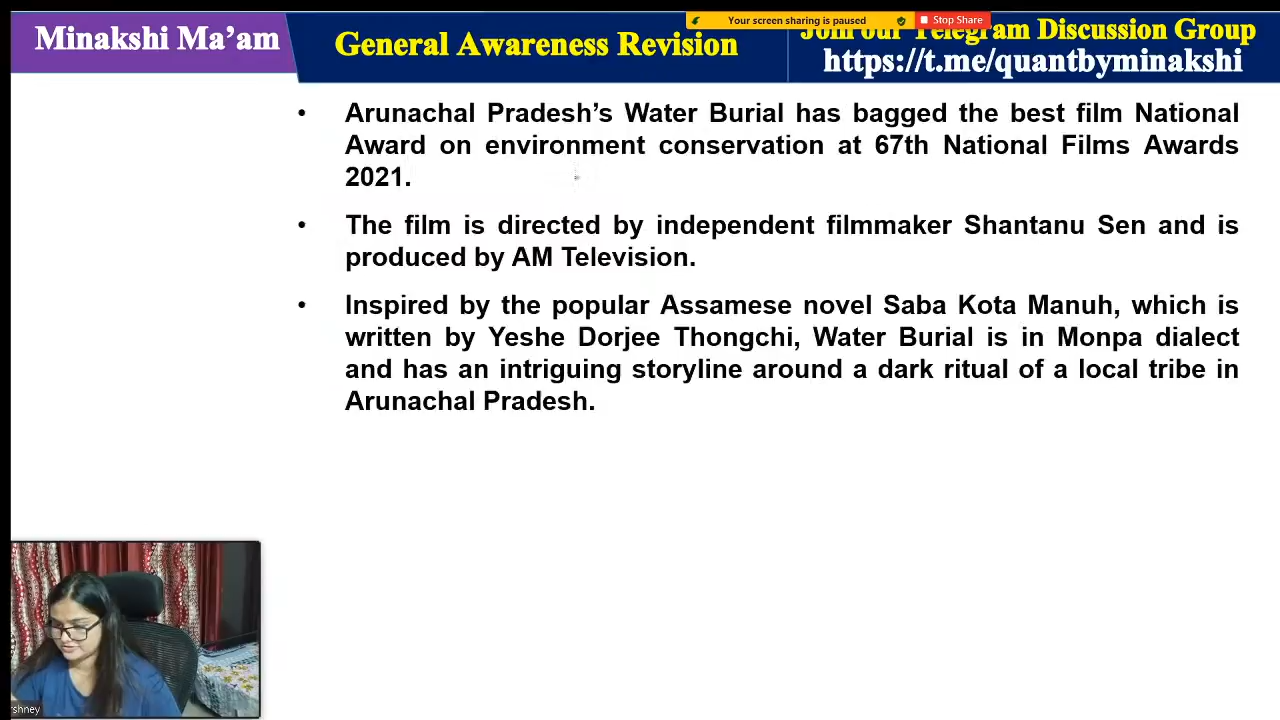 Minakshi Ma’am
General Awareness Revision
Your screen sharing is paused
Stop Share
Join our Telegram Discussion Group
https://t.me/quantbyminakshi
• Arunachal Pradesh’s Water Burial has bagged the best film National
Award on environment conservation at 67th National Films Awards
2021.
• The film is directed by independent filmmaker Shantanu Sen and is
produced by AM Television.
• Inspired by the popular Assamese novel Saba Kota Manuh, which is
written by Yeshe Dorjee Thongchi, Water Burial is in Monpa dialect
and has an intriguing storyline around a dark ritual of a local tribe in
Arunachal Pradesh.